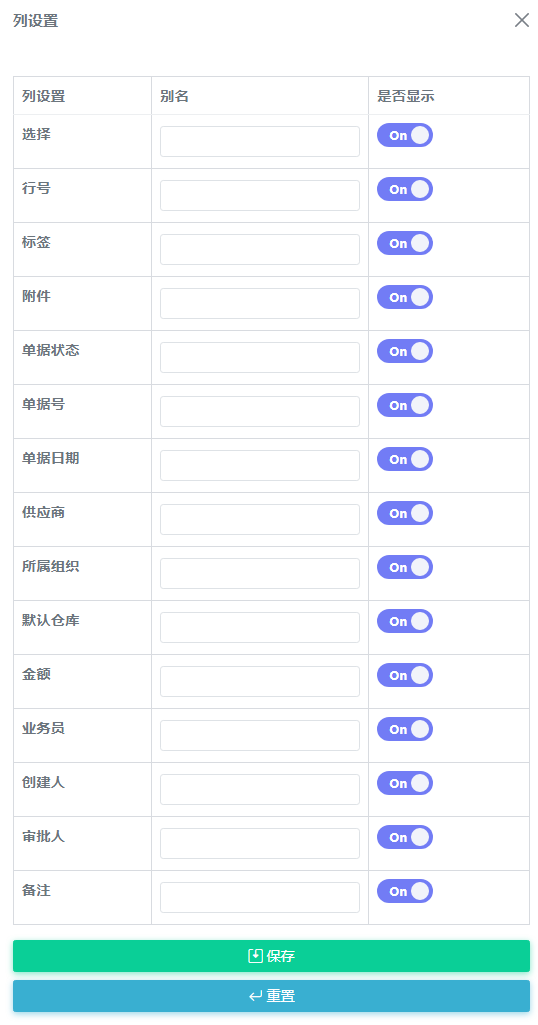 列设置
列设置 别名 是否显示
选择 On
行号 On
标签 On
附件 On
单据状态 On
单据号 On
单据日期 On
供应商 On
所属组织 On
默认仓库 On
金额 On
业务员 On
创建人 On
审批人 On
备注 On
保存
重置